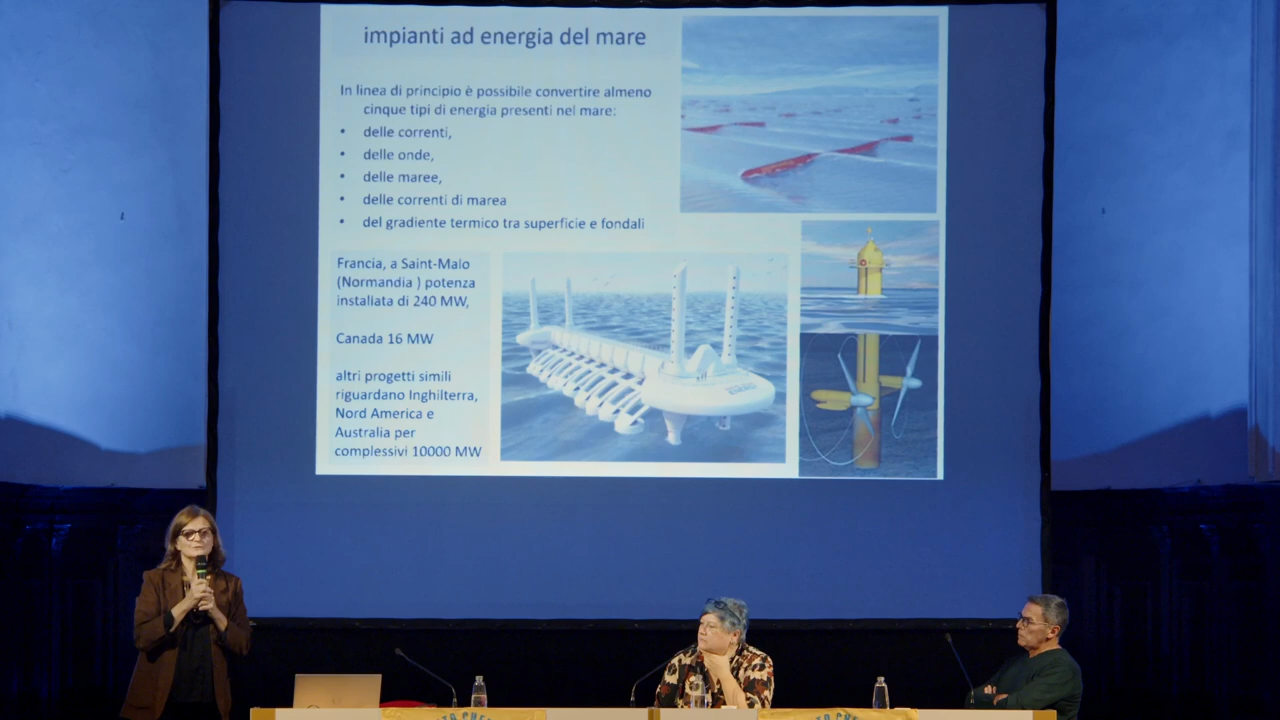 impianti ad energia del mare
In linea di principio è possibile convertire almeno
cinque tipi di energia presenti nel mare:
• delle correnti,
• delle onde,
• delle maree,
• delle correnti di marea
• del gradiente termico tra superficie e fondali
Francia, a Saint-Malo
(Normandia ) potenza
installata di 240 MW,
Canada 16 MW
altri progetti simili
riguardano Inghilterra,
Nord America e
Australia per
complessivi 10000 MW